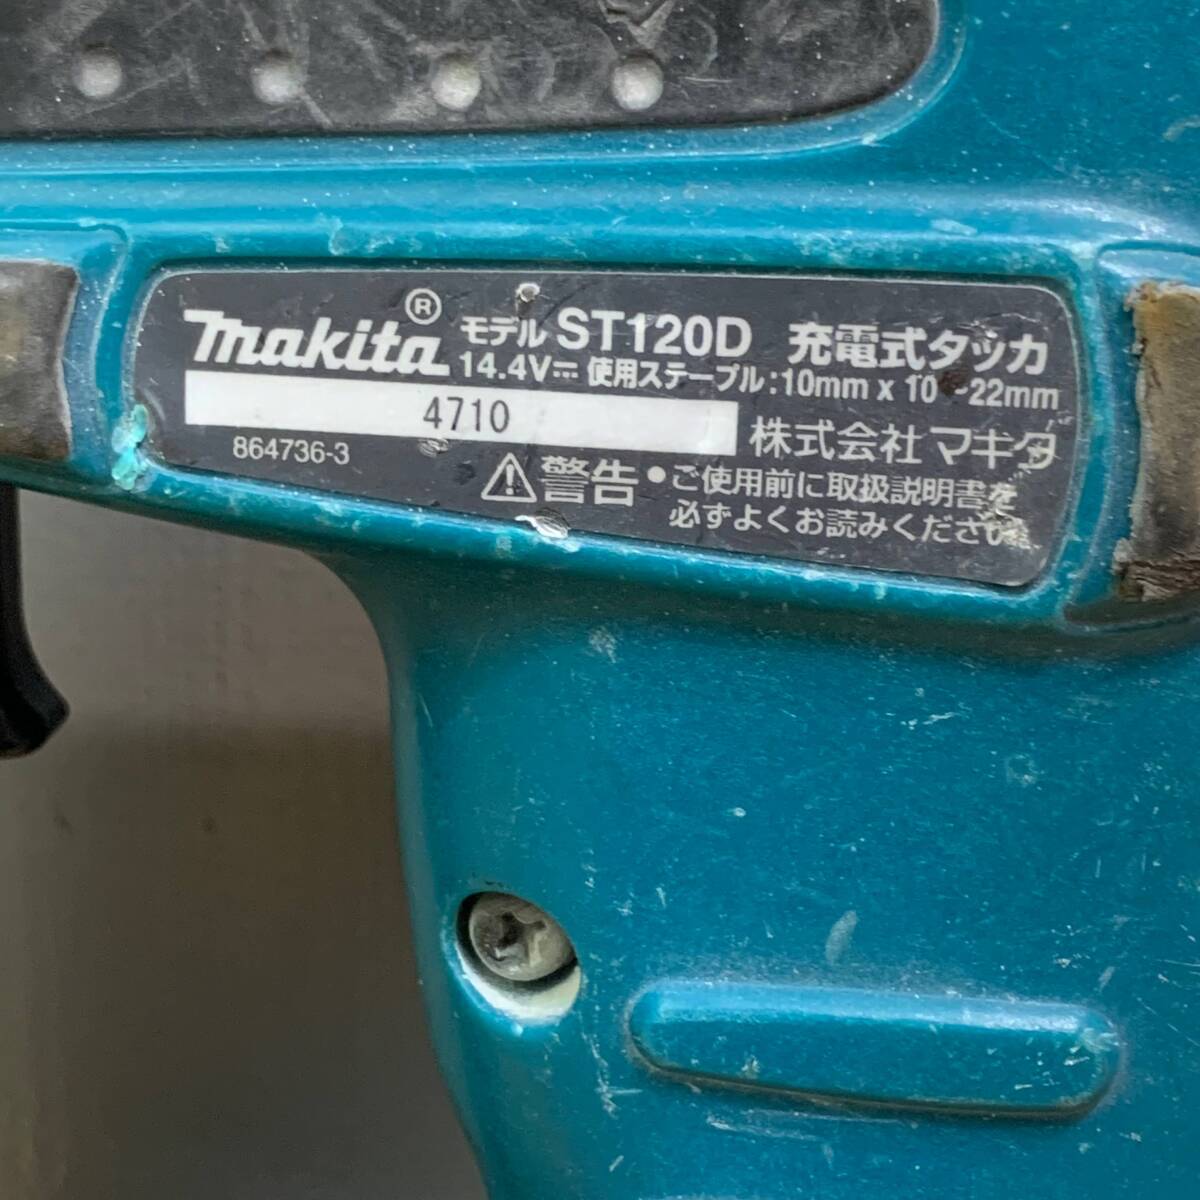 makita® モデル ST120D 充電式タッカ
14.4V⎓ 使用ステープル:10mm x 10~22mm
4710
株式会社 マキタ
864736-3
⚠警告 •ご使用前に取扱説明書を
必ずよくお読みください